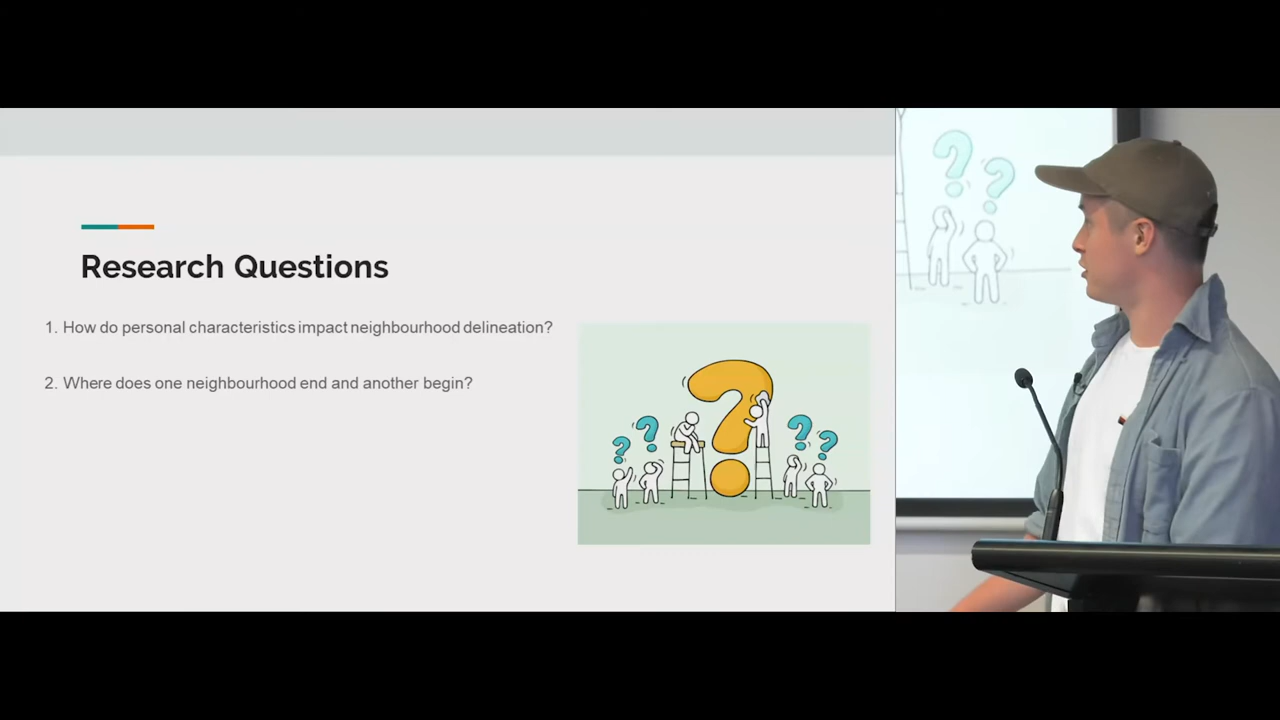 Research Questions
1. How do personal characteristics impact neighbourhood delineation?
2. Where does one neighbourhood end and another begin?